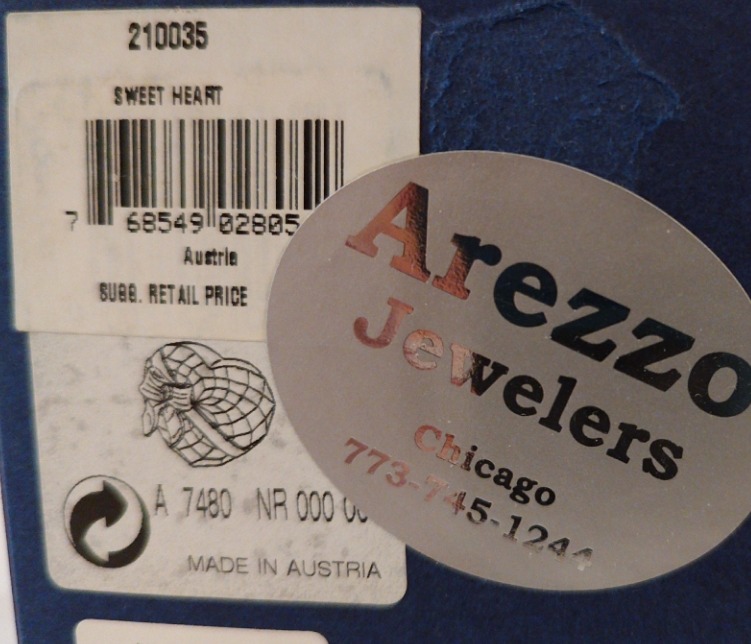 210035
SWEET HEART
7 68549 02805
Austria
SUGG. RETAIL PRICE
A 7480 NR 000
MADE IN AUSTRIA
Arezzo
Jewelers
Chicago
773-745-1244